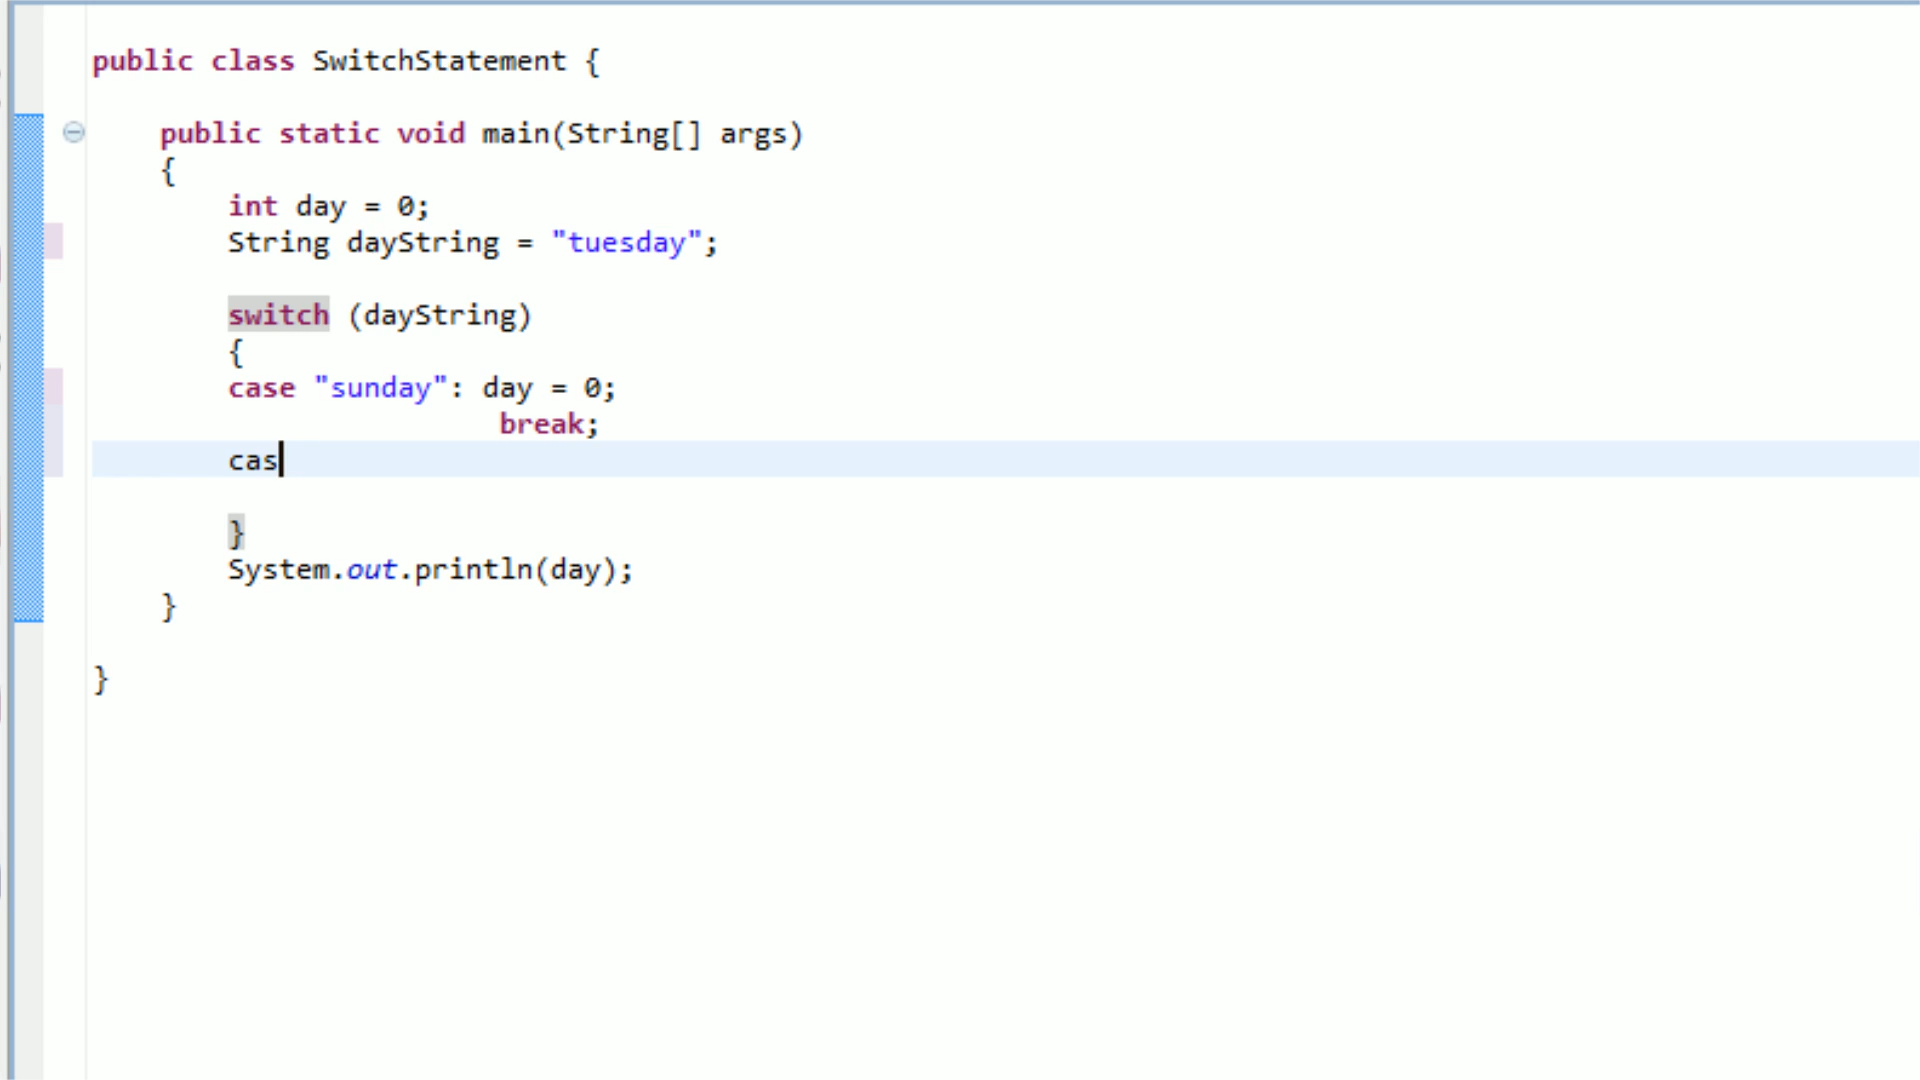 public class SwitchStatement {
public static void main(String[] args)
{
int day = 0;
String dayString = "tuesday";
switch (dayString)
{
case "sunday": day = 0;
break;
cas
}
System.out.println(day);
}
}